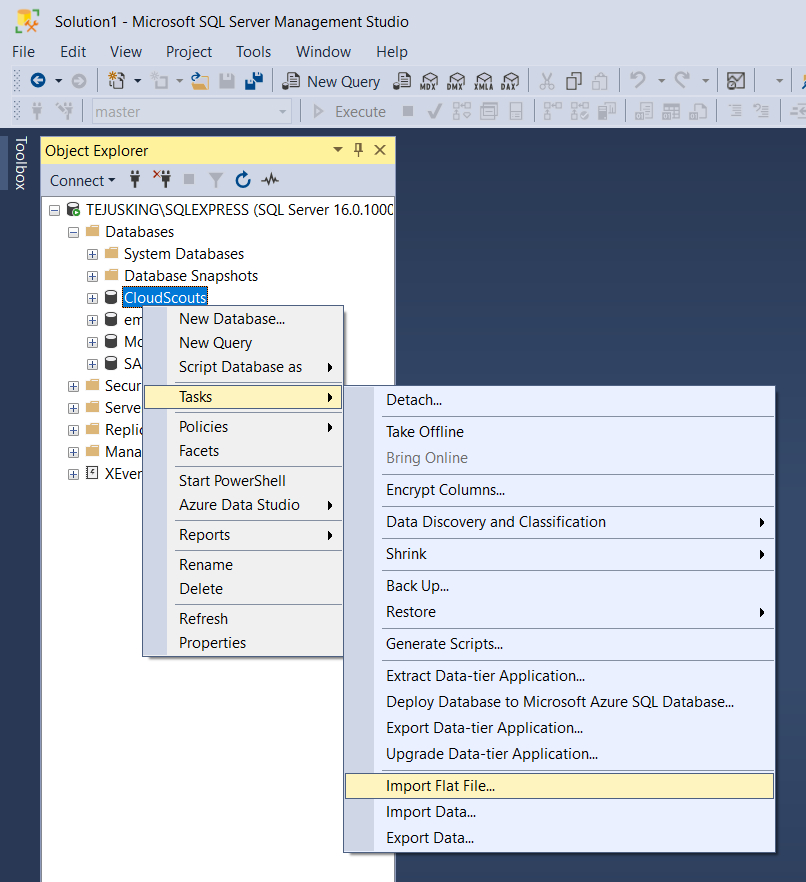 Solution1 - Microsoft SQL Server Management Studio
File Edit View Project Tools Window Help
New Query MDX DMX XMLA DAX
master Execute
Toolbox
Object Explorer
Connect
TEJUSKING\SQLEXPRESS (SQL Server 16.0.1000
Databases
System Databases
Database Snapshots
CloudScouts
em
Mo
SA
Secur
Serve
Replic
Mana
XEven
New Database...
New Query
Script Database as
Tasks
Policies
Facets
Start PowerShell
Azure Data Studio
Reports
Rename
Delete
Refresh
Properties
Detach...
Take Offline
Bring Online
Encrypt Columns...
Data Discovery and Classification
Shrink
Back Up...
Restore
Generate Scripts...
Extract Data-tier Application...
Deploy Database to Microsoft Azure SQL Database...
Export Data-tier Application...
Upgrade Data-tier Application...
Import Flat File...
Import Data...
Export Data...